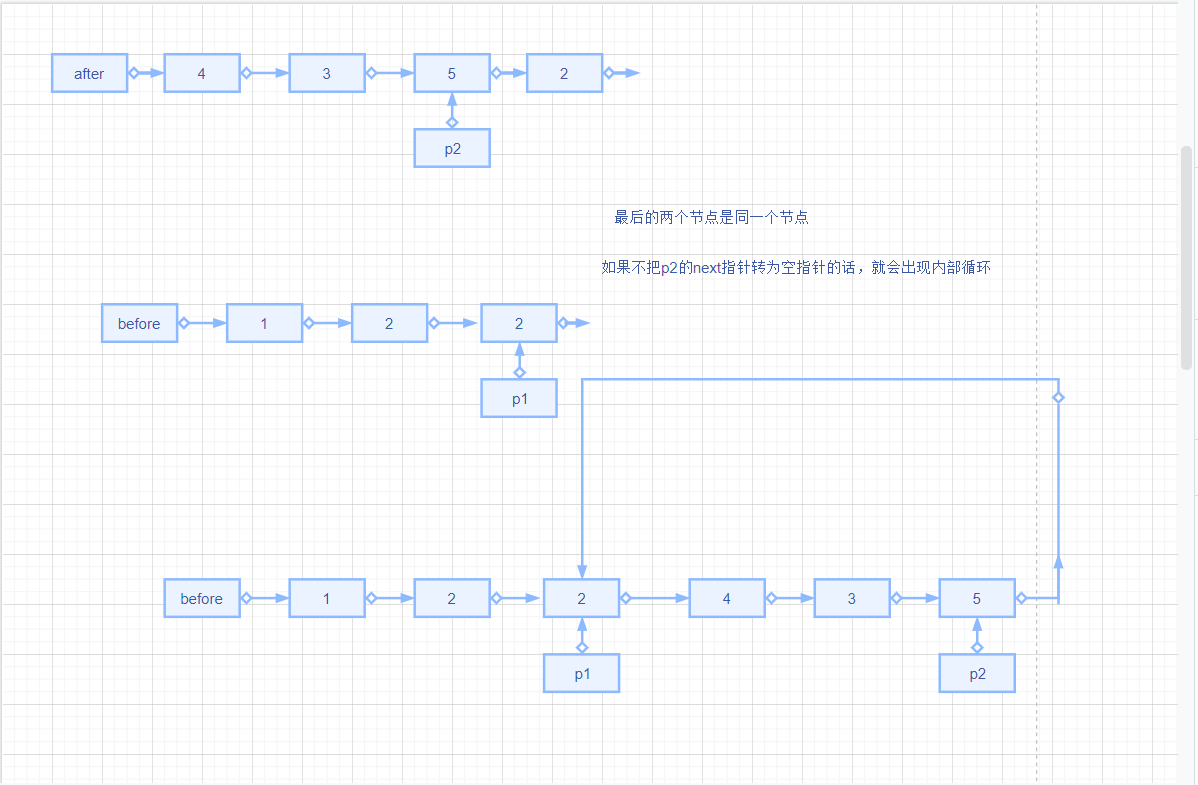 after 4 3 5 2
p2
最后的两个节点是同一个节点
如果不把p2的next指针转为空指针的话，就会出现内部循环
before 1 2 2
p1
before 1 2 2 4 3 5
p1 p2